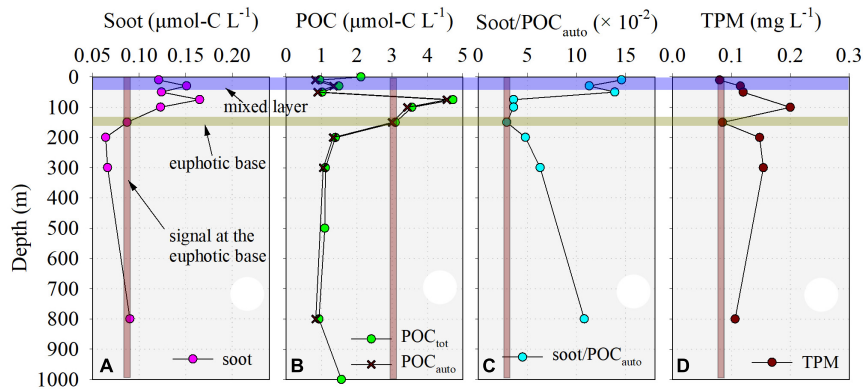 Soot (μmol-C L⁻¹) POC (μmol-C L⁻¹) Soot/POCauto (× 10⁻²) TPM (mg L⁻¹)
0.05 0.10 0.15 0.20 0 1 2 3 4 5 0 5 10 15 0 0.1 0.2 0.3
0
100
200
300
400
500
600
700
800
900
1000
Depth (m)
mixed layer
euphotic base
signal at the
euphotic base
A soot
B POCtot
POCauto
C soot/POCauto
D TPM